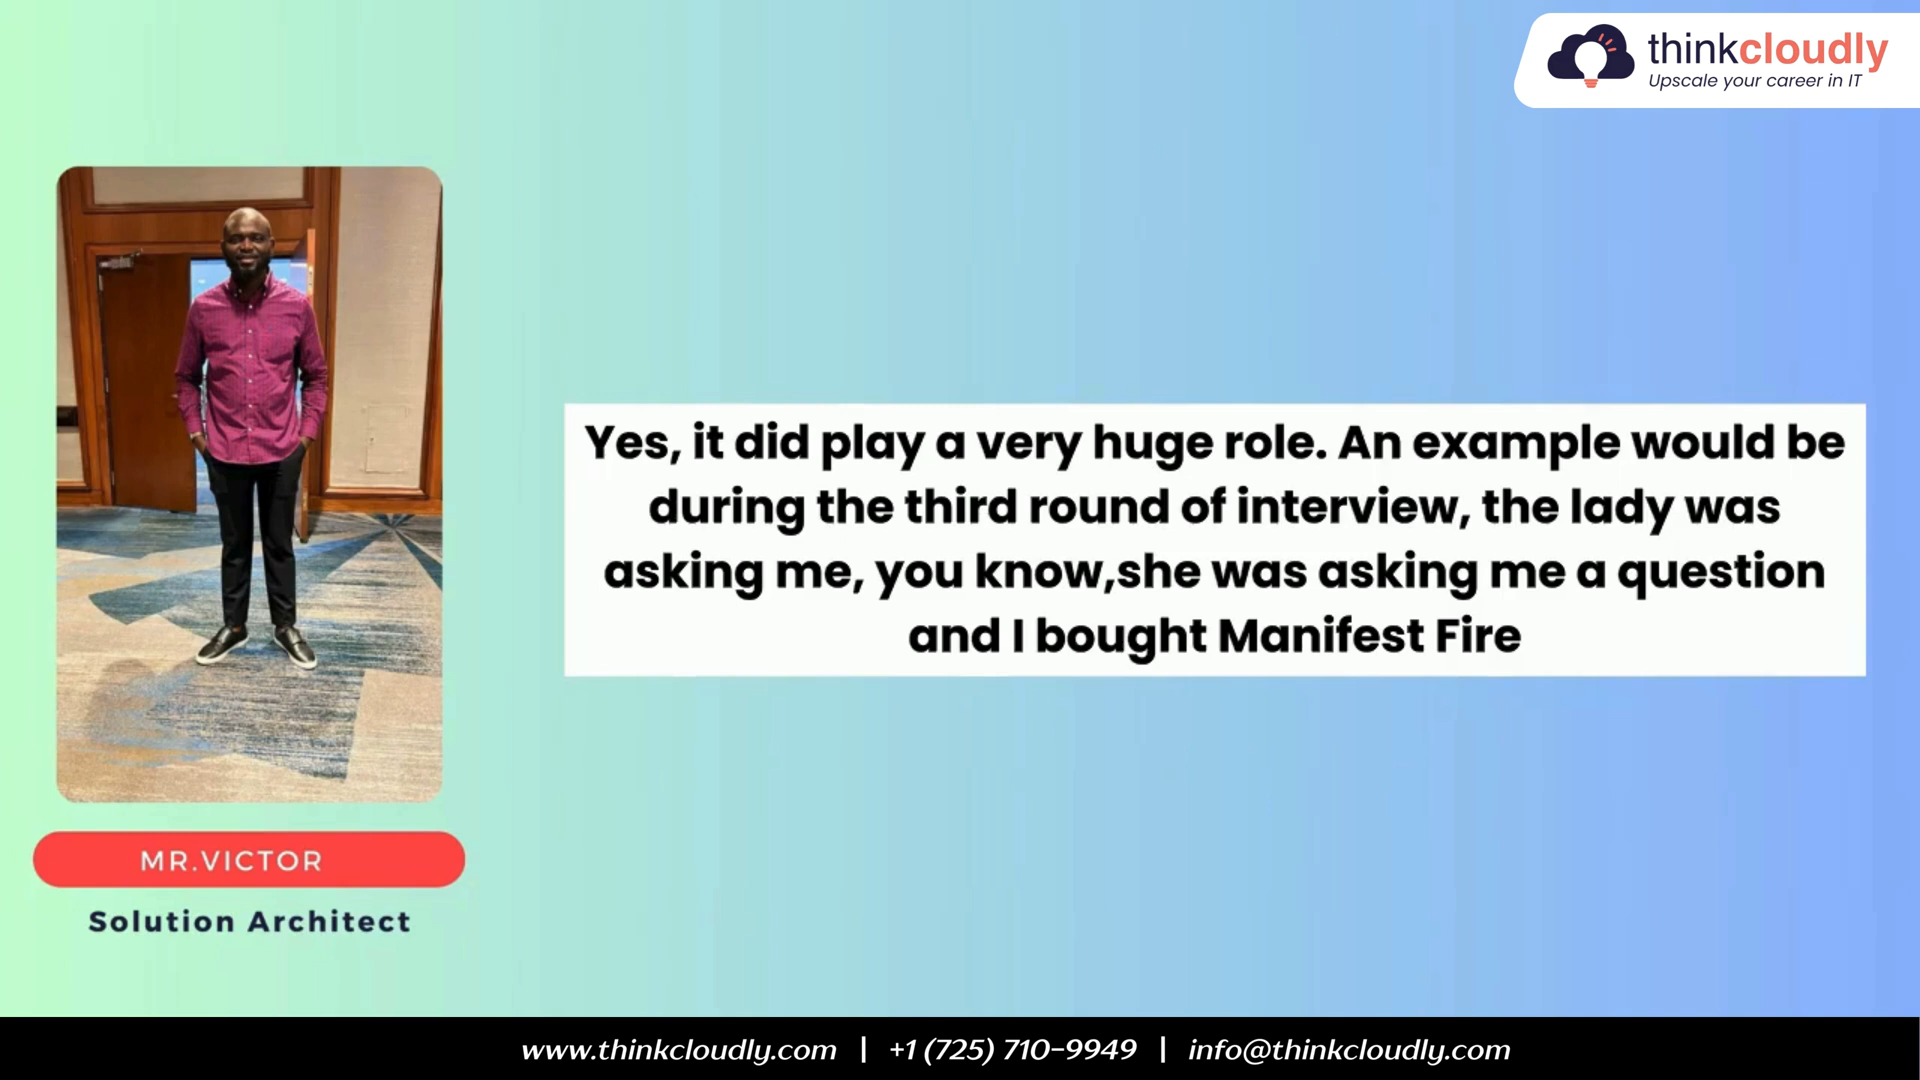 thinkcloudly
Upscale your career in IT
Yes, it did play a very huge role. An example would be
during the third round of interview, the lady was
asking me, you know,she was asking me a question
and I bought Manifest Fire
MR.VICTOR
Solution Architect
www.thinkcloudly.com | +1 (725) 710-9949 | info@thinkcloudly.com